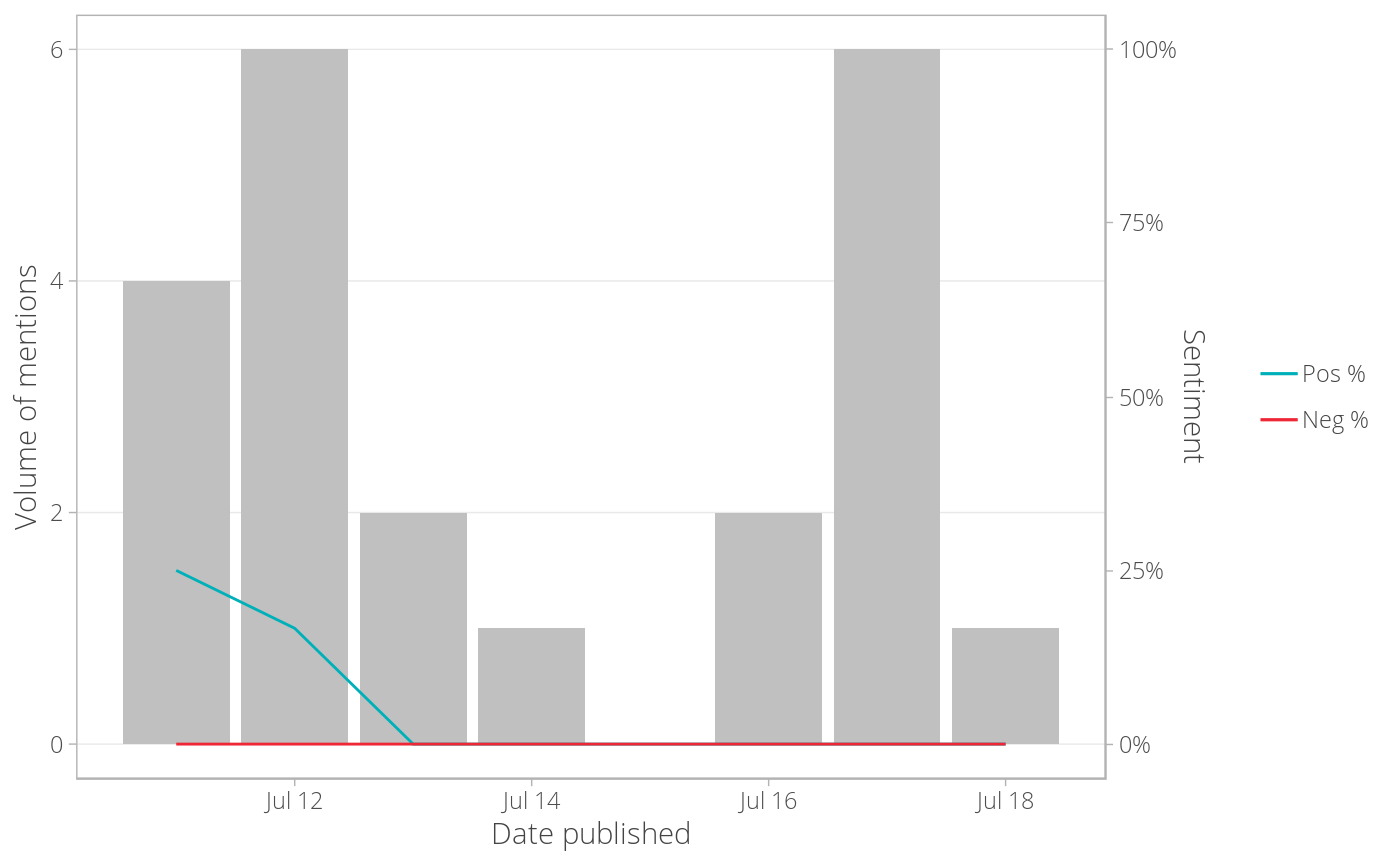 6
4
2
0
Volume of mentions
100%
75%
50%
25%
0%
Sentiment
Pos %
Neg %
Jul 12
Jul 14
Jul 16
Jul 18
Date published